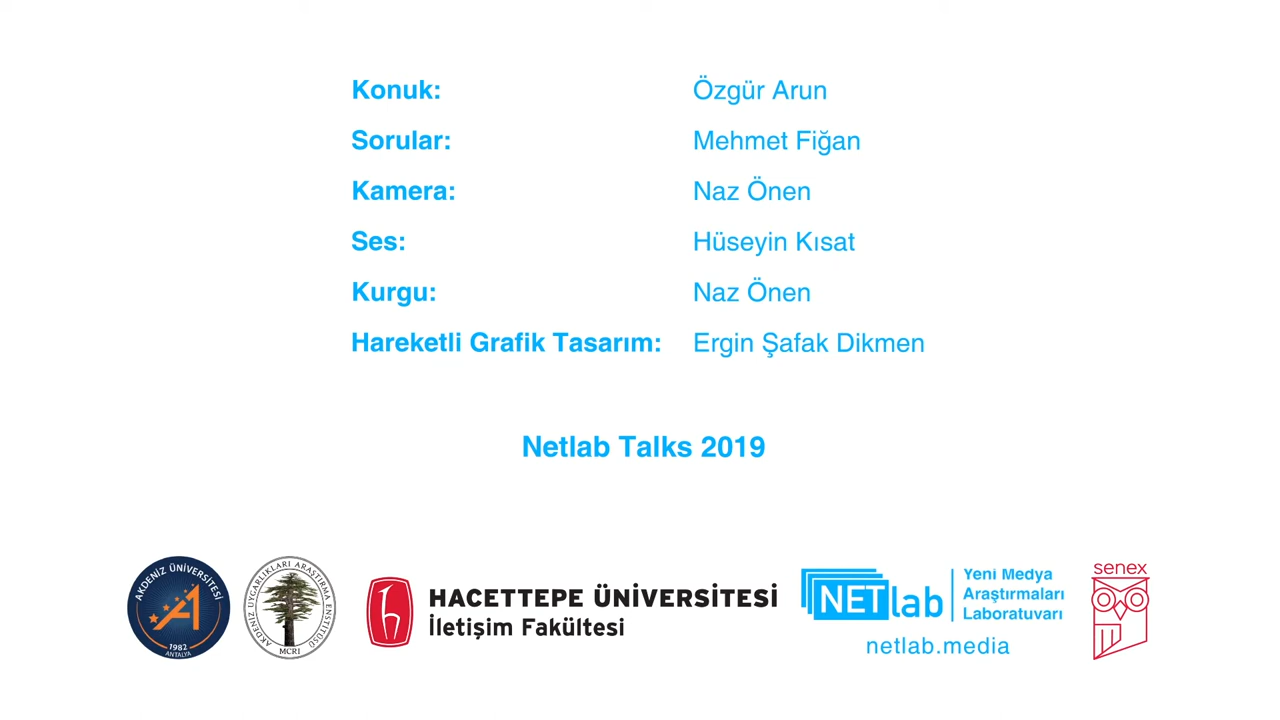 Konuk: Özgür Arun
Sorular: Mehmet Fiğan
Kamera: Naz Önen
Ses: Hüseyin Kısat
Kurgu: Naz Önen
Hareketli Grafik Tasarım: Ergin Şafak Dikmen
Netlab Talks 2019
AKDENİZ ÜNİVERSİTESİ
1982
ANTALYA
AKDENİZ UYGARLIKLARI ARAŞTIRMA ENSTİTÜSÜ
MCRI
HACETTEPE ÜNİVERSİTESİ
İletişim Fakültesi
NETlab
Yeni Medya
Araştırmaları
Laboratuvarı
netlab.media
senex